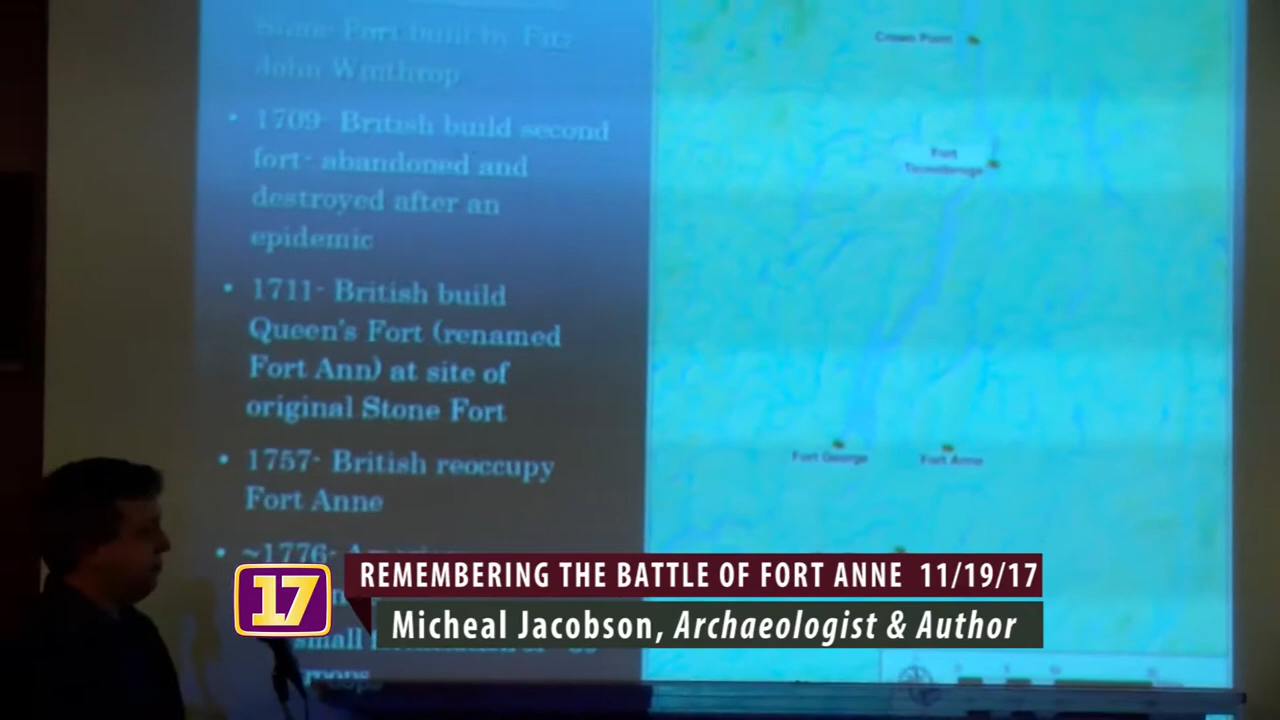 Stone Fort built by Fitz
John Winthrop
• 1709- British build second
fort- abandoned and
destroyed after an
epidemic
• 1711- British build
Queen's Fort (renamed
Fort Ann) at site of
original Stone Fort
• 1757- British reoccupy
Fort Anne
• ~1776-
small
troops
Crown Point
Fort
Ticonderoga
Fort George
Fort Anne
17
REMEMBERING THE BATTLE OF FORT ANNE 11/19/17
Micheal Jacobson, Archaeologist & Author